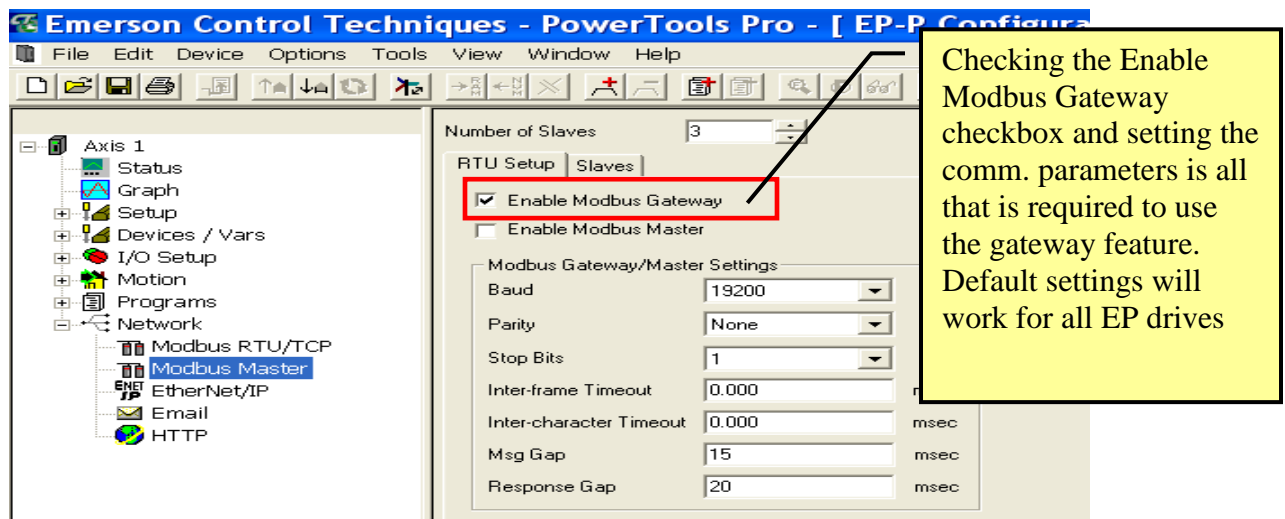 Emerson Control Techniques - PowerTools Pro - [ EP-P Configura
File Edit Device Options Tools View Window Help
Checking the Enable
Modbus Gateway
checkbox and setting the
comm. parameters is all
that is required to use
the gateway feature.
Default settings will
work for all EP drives
Axis 1
Status
Graph
Setup
Devices / Vars
I/O Setup
Motion
Programs
Network
Modbus RTU/TCP
Modbus Master
EtherNet/IP
Email
HTTP
Number of Slaves 3
RTU Setup Slaves
Enable Modbus Gateway
Enable Modbus Master
Modbus Gateway/Master Settings
Baud 19200
Parity None
Stop Bits 1
Inter-frame Timeout 0.000
Inter-character Timeout 0.000 msec
Msg Gap 15 msec
Response Gap 20 msec